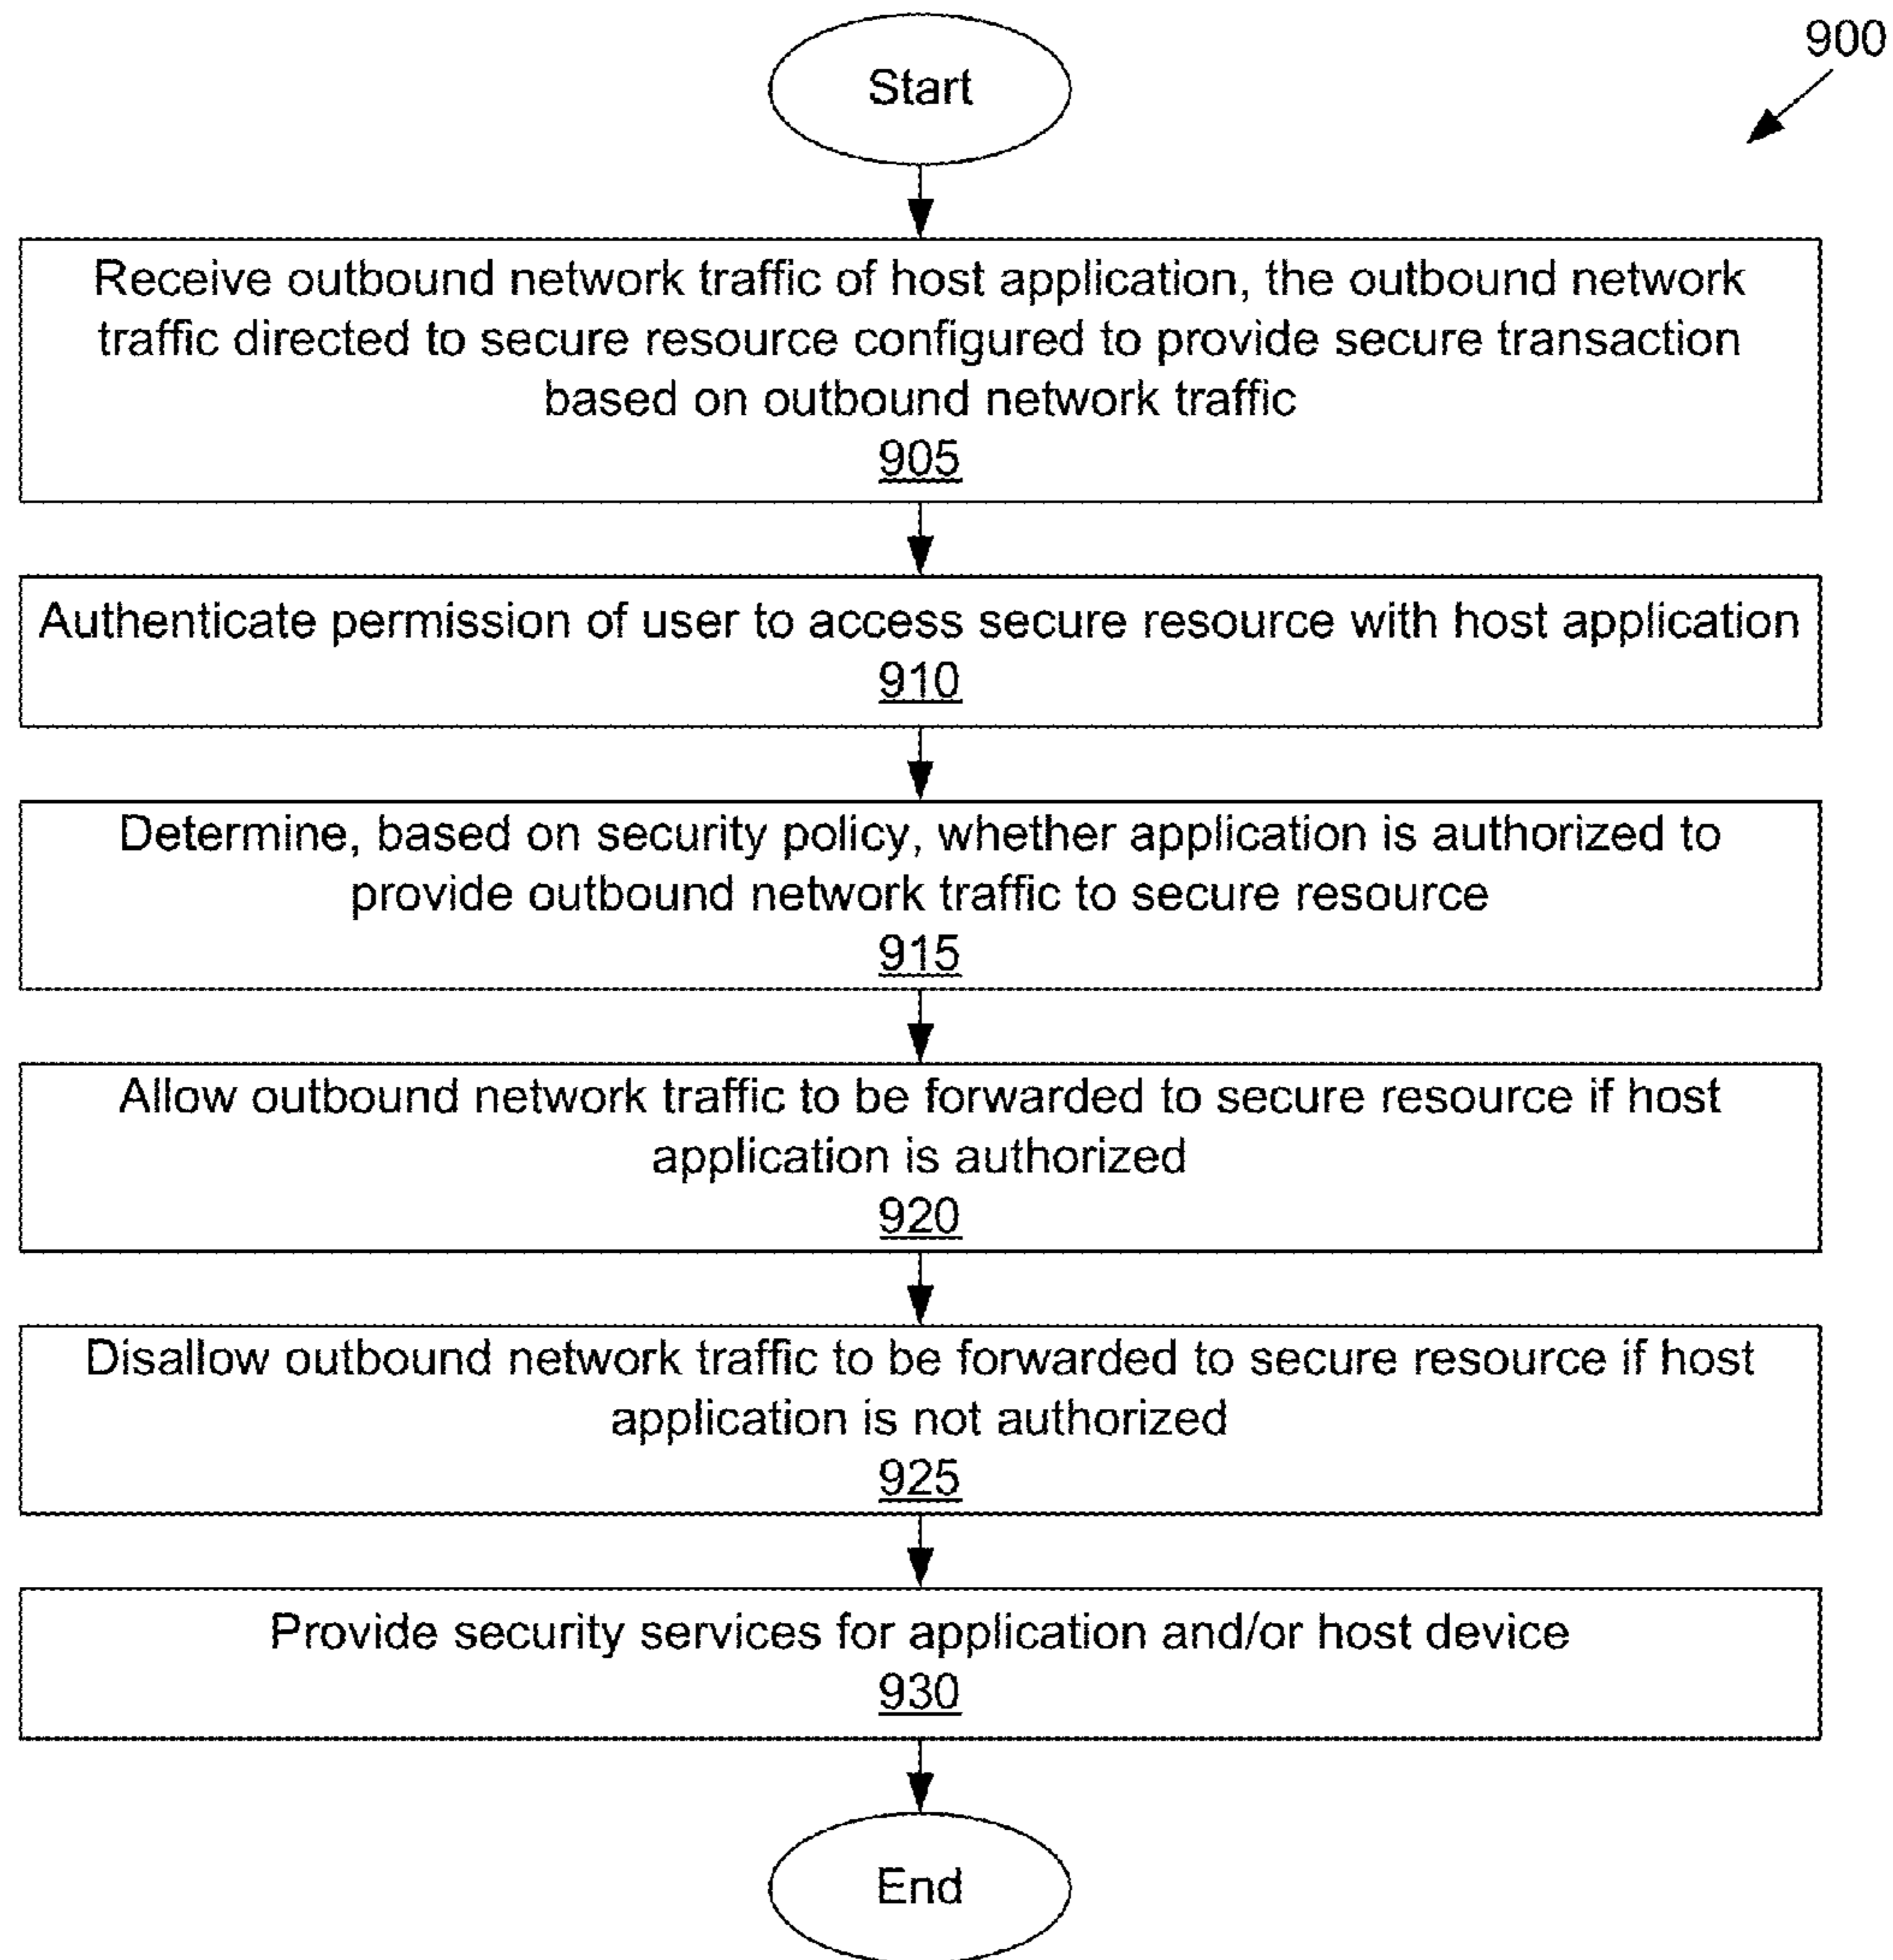 Start
900
Receive outbound network traffic of host application, the outbound network
traffic directed to secure resource configured to provide secure transaction
based on outbound network traffic
905
Authenticate permission of user to access secure resource with host application
910
Determine, based on security policy, whether application is authorized to
provide outbound network traffic to secure resource
915
Allow outbound network traffic to be forwarded to secure resource if host
application is authorized
920
Disallow outbound network traffic to be forwarded to secure resource if host
application is not authorized
925
Provide security services for application and/or host device
930
End